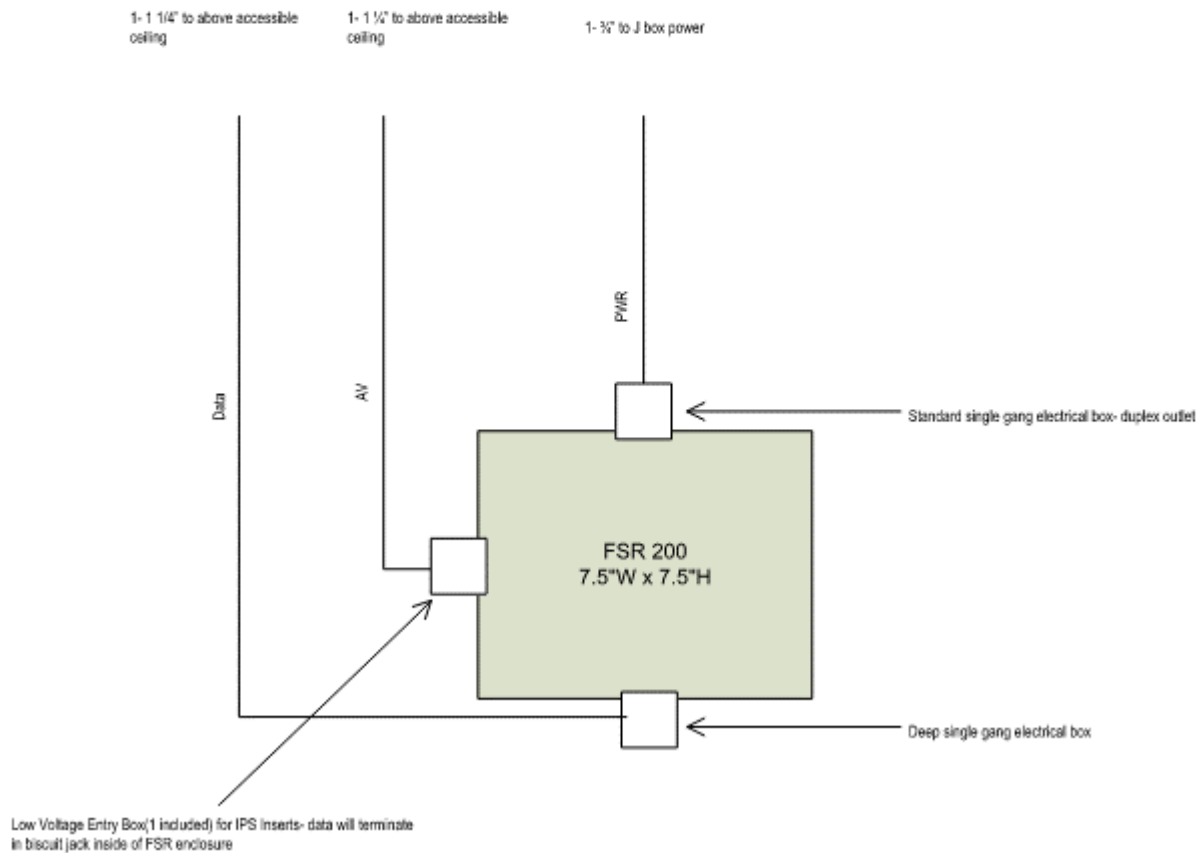 1- 1 1/4" to above accessible
ceiling
1- 1 ¼" to above accessible
ceiling
1- ¾" to J box power
PWR
AV
Data
Standard single gang electrical box- duplex outlet
FSR 200
7.5"W x 7.5"H
Deep single gang electrical box
Low Voltage Entry Box(1 included) for IPS Inserts- data will terminate
in biscuit jack inside of FSR enclosure